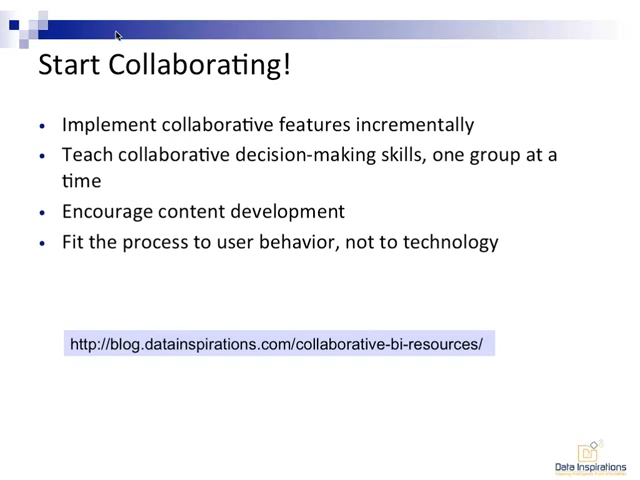 Start Collaborating!
• Implement collaborative features incrementally
• Teach collaborative decision-making skills, one group at a
time
• Encourage content development
• Fit the process to user behavior, not to technology
http://blog.datainspirations.com/collaborative-bi-resources/
Data Inspirations